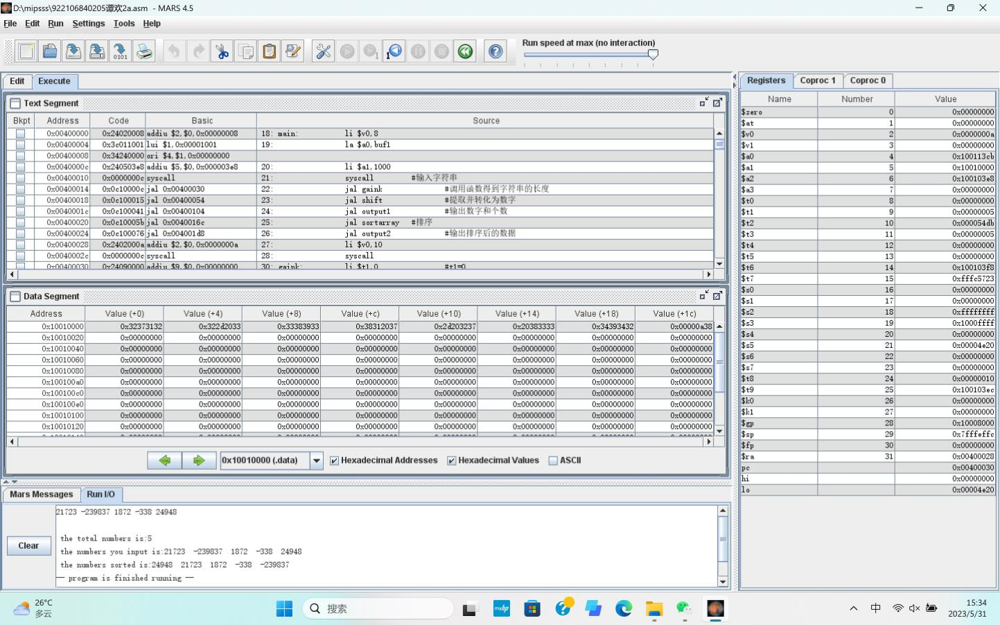 D:\mipsss\922106840205谭欢2a.asm - MARS 4.5
File Edit Run Settings Tools Help
Run speed at max (no interaction)
Edit Execute
Text Segment
Bkpt Address Code Basic Source
0x00400000 0x24020008 addiu $2,$0,0x00000008 18: main: li $v0,8
0x00400004 0x3c011001 lui $1,0x00001001 19: la $a0,buf1
0x00400008 0x34240000 ori $4,$1,0x00000000
0x0040000c 0x240503e8 addiu $5,$0,0x000003e8 20: li $a1,1000
0x00400010 0x0000000c syscall 21: syscall #输入字符串
0x00400014 0x0c10000c jal 0x00400030 22: jal gaink #调用函数得到字符串的长度
0x00400018 0x0c100015 jal 0x00400054 23: jal shift #提取并转化为数字
0x0040001c 0x0c100041 jal 0x00400104 24: jal output1 #输出数字和个数
0x00400020 0x0c10005b jal 0x0040016c 25: jal sortarray #排序
0x00400024 0x0c100076 jal 0x004001d8 26: jal output2 #输出排序后的数据
0x00400028 0x2402000a addiu $2,$0,0x0000000a 27: li $v0,10
0x0040002c 0x0000000c syscall 28: syscall
0x00400030 0x24090000 addiu $9,$0,0x00000000 30: gaink: li $t1,0 #t1=0
Data Segment
Address Value (+0) Value (+4) Value (+8) Value (+c) Value (+10) Value (+14) Value (+18) Value (+1c)
0x10010000 0x32373132 0x322d2033 0x33383933 0x38312037 0x2d203237 0x20383333 0x34393432 0x00000a38
0x10010020 0x00000000 0x00000000 0x00000000 0x00000000 0x00000000 0x00000000 0x00000000 0x00000000
0x10010040 0x00000000 0x00000000 0x00000000 0x00000000 0x00000000 0x00000000 0x00000000 0x00000000
0x10010060 0x00000000 0x00000000 0x00000000 0x00000000 0x00000000 0x00000000 0x00000000 0x00000000
0x10010080 0x00000000 0x00000000 0x00000000 0x00000000 0x00000000 0x00000000 0x00000000 0x00000000
0x100100a0 0x00000000 0x00000000 0x00000000 0x00000000 0x00000000 0x00000000 0x00000000 0x00000000
0x100100c0 0x00000000 0x00000000 0x00000000 0x00000000 0x00000000 0x00000000 0x00000000 0x00000000
0x100100e0 0x00000000 0x00000000 0x00000000 0x00000000 0x00000000 0x00000000 0x00000000 0x00000000
0x10010100 0x00000000 0x00000000 0x00000000 0x00000000 0x00000000 0x00000000 0x00000000 0x00000000
0x10010120 0x00000000 0x00000000 0x00000000 0x00000000 0x00000000 0x00000000 0x00000000 0x00000000
0x10010000 (.data) Hexadecimal Addresses Hexadecimal Values ASCII
Mars Messages Run I/O
Clear
21723 -239837 1872 -338 24948
the total numbers is:5
the numbers you input is:21723 -239837 1872 -338 24948
the numbers sorted is:24948 21723 1872 -338 -239837
— program is finished running —
Registers Coproc 1 Coproc 0
Name Number Value
$zero 0 0x00000000
$at 1 0x00000000
$v0 2 0x0000000a
$v1 3 0x00000000
$a0 4 0x100113cb
$a1 5 0x10010000
$a2 6 0x100103e8
$a3 7 0x00000000
$t0 8 0x00000000
$t1 9 0x00000005
$t2 10 0x000054db
$t3 11 0x00000005
$t4 12 0x00000000
$t5 13 0x00000000
$t6 14 0x100103f8
$t7 15 0xfffc5723
$s0 16 0x00000000
$s1 17 0x00000000
$s2 18 0xffffffff
$s3 19 0x1000ffff
$s4 20 0x00000000
$s5 21 0x00004e20
$s6 22 0x00000000
$s7 23 0x00000000
$t8 24 0x00000010
$t9 25 0x100103ec
$k0 26 0x00000000
$k1 27 0x00000000
$gp 28 0x10008000
$sp 29 0x7fffeffc
$fp 30 0x00000000
$ra 31 0x00400028
pc 0x00400030
hi 0x00000000
lo 0x00004e20
26°C
多云
搜索
中
15:34
2023/5/31